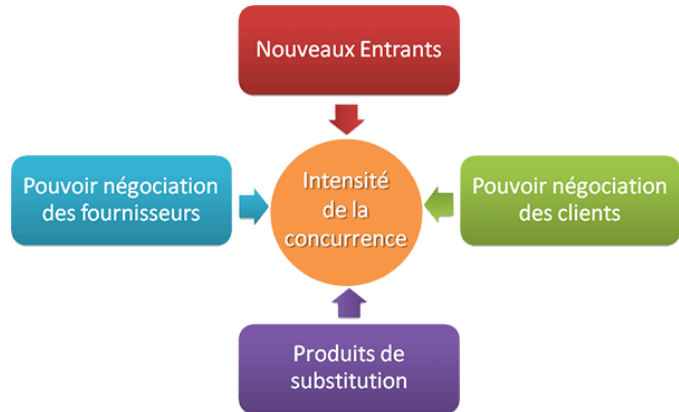 Nouveaux Entrants
Pouvoir négociation
des fournisseurs
Intensité
de la
concurrence
Pouvoir négociation
des clients
Produits de
substitution